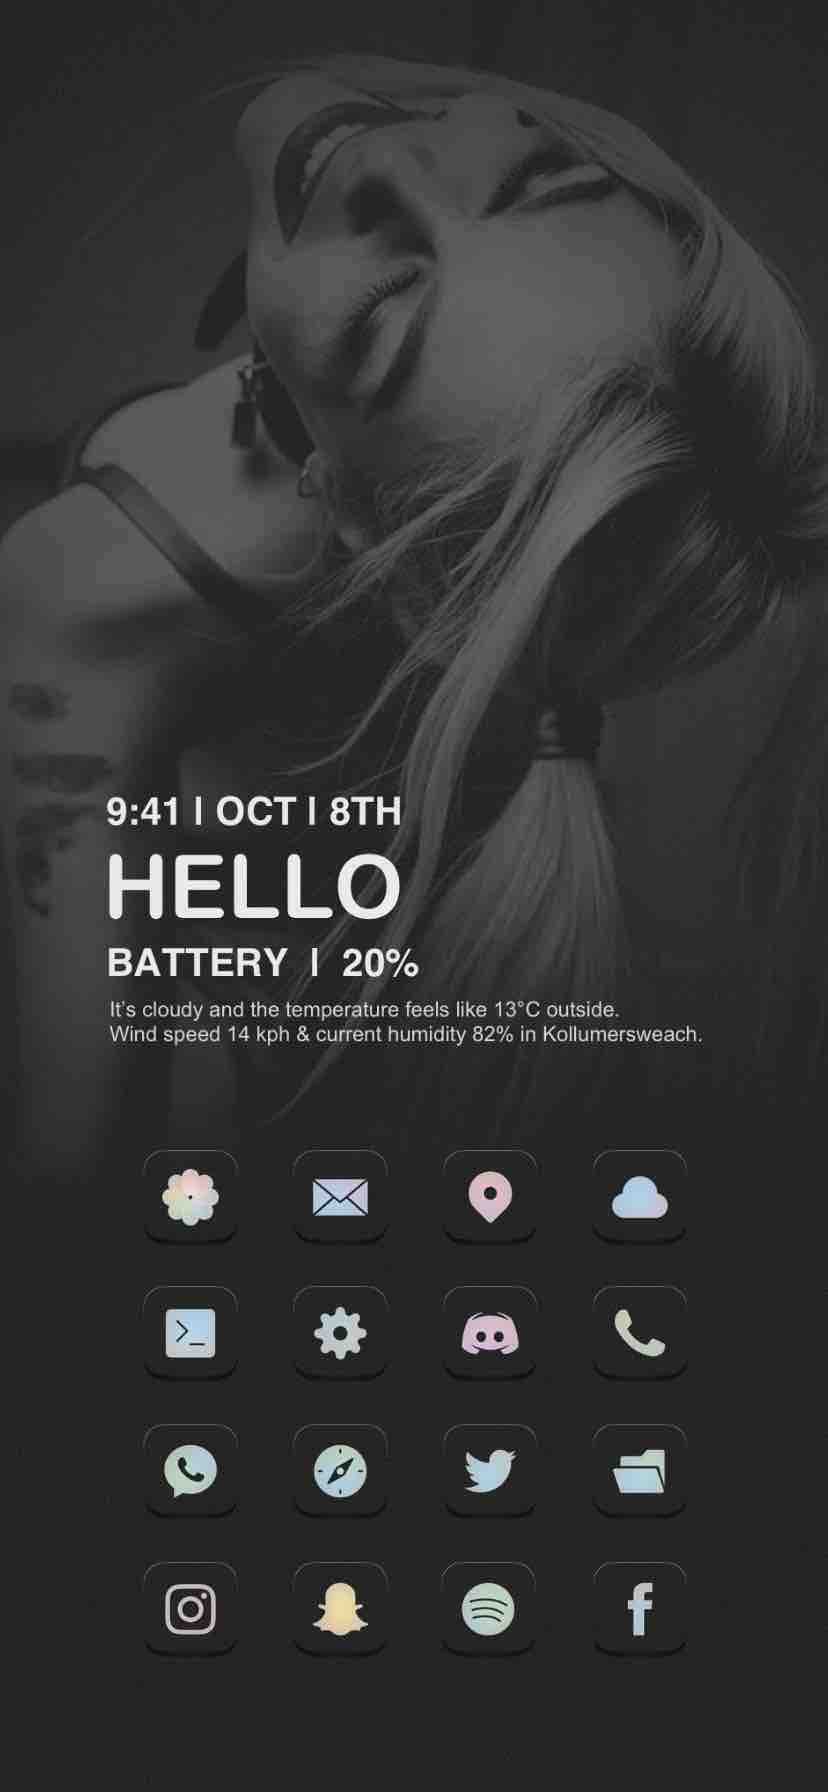 9:41 | OCT | 8TH
HELLO
BATTERY | 20%
It's cloudy and the temperature feels like 13°C outside.
Wind speed 14 kph & current humidity 82% in Kollumersweach.